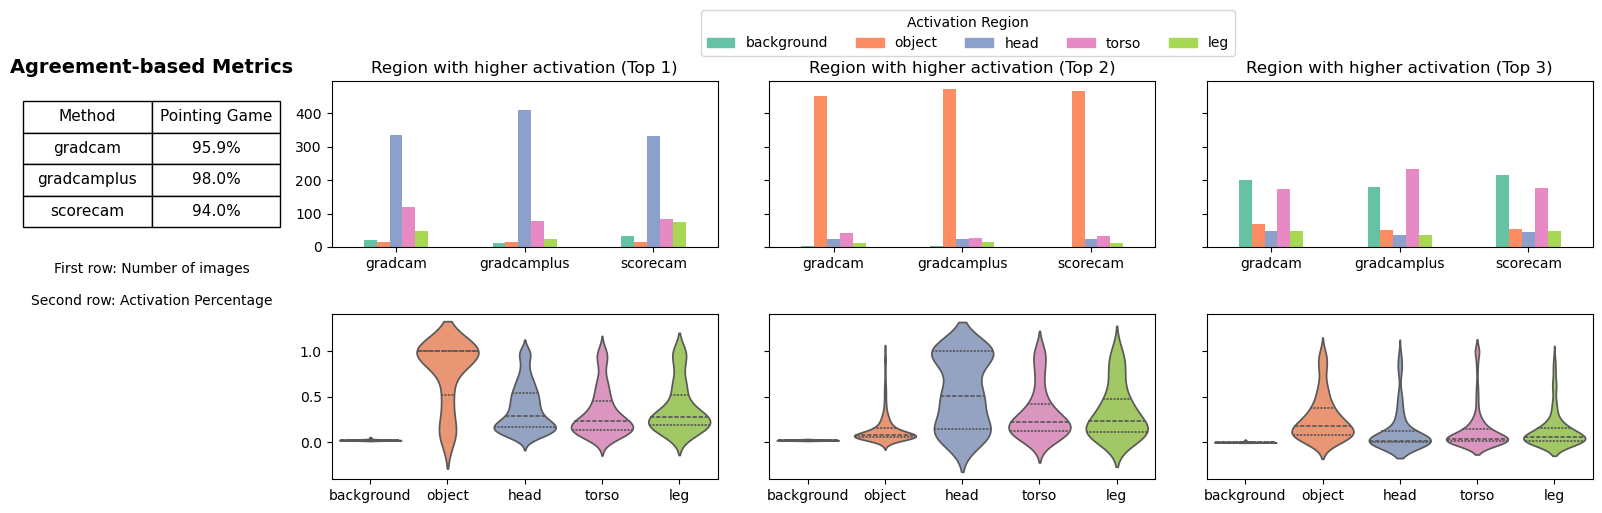 Activation Region
background object head torso leg
Agreement-based Metrics
Method Pointing Game
gradcam 95.9%
gradcamplus 98.0%
scorecam 94.0%
First row: Number of images
Second row: Activation Percentage
Region with higher activation (Top 1)
400
300
200
100
0
gradcam gradcamplus scorecam
Region with higher activation (Top 2)
gradcam gradcamplus scorecam
Region with higher activation (Top 3)
gradcam gradcamplus scorecam
1.0
0.5
0.0
background object head torso leg
background object head torso leg
background object head torso leg